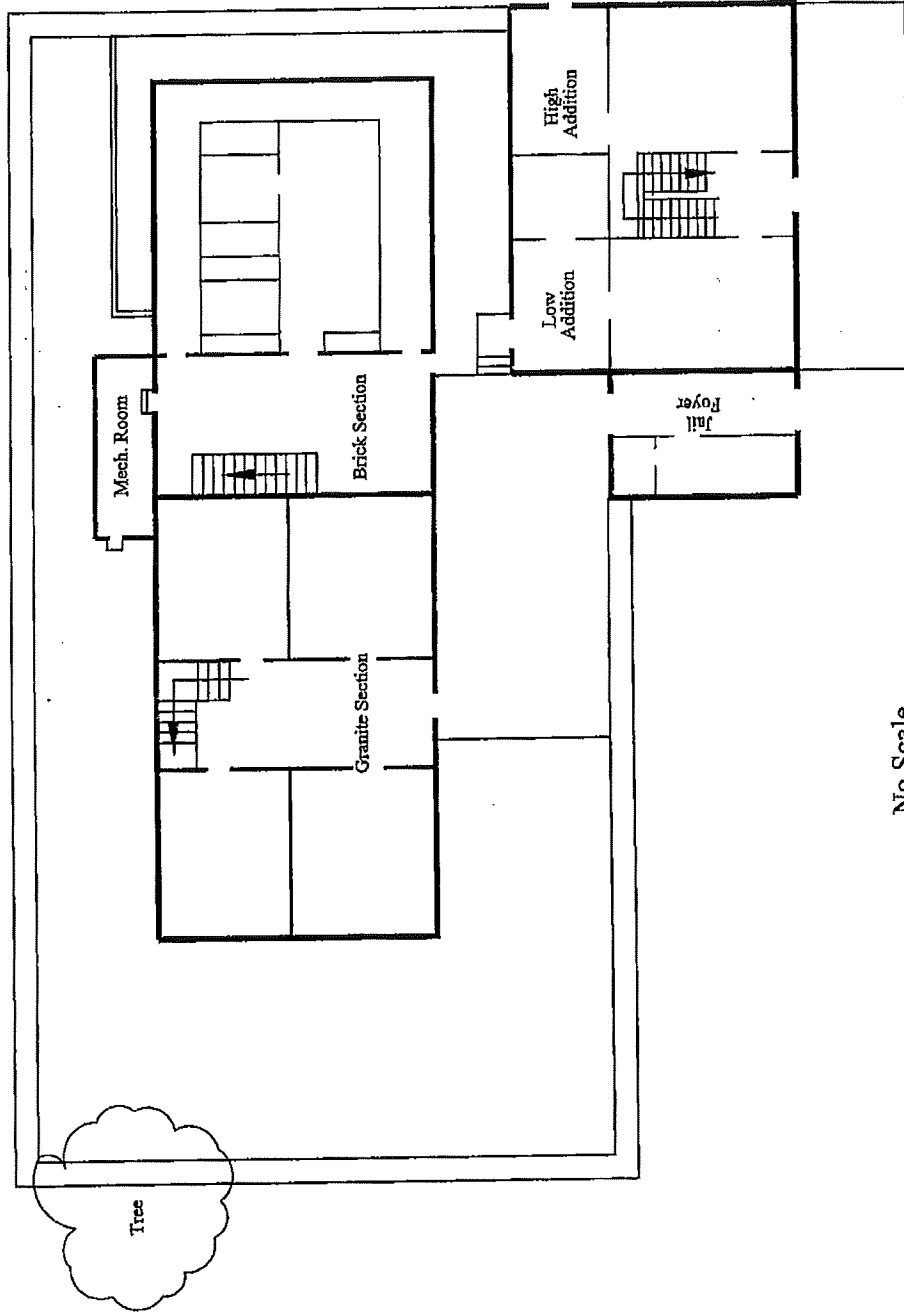 Tree
Mech. Room
Granite Section
Brick Section
Low
Addition
High
Addition
Jail
Foyer
No Scale